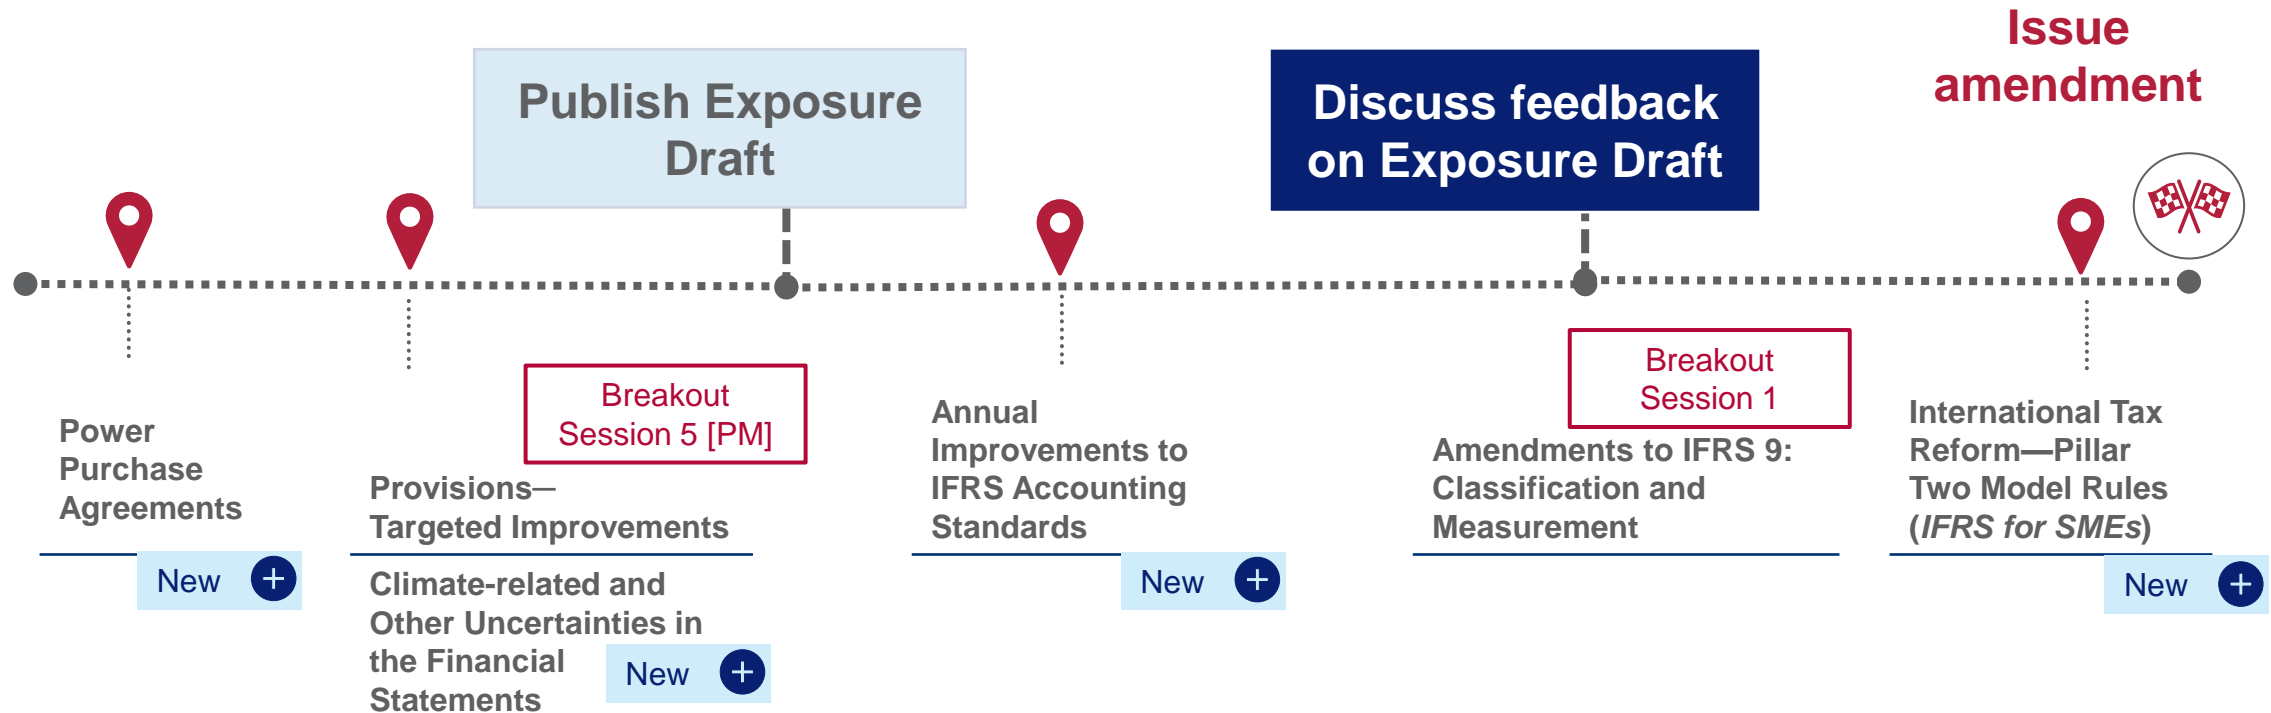 Issue
amendment
Publish Exposure
Draft
Discuss feedback
on Exposure Draft
Power
Purchase
Agreements
New
Breakout
Session 5 [PM]
Provisions—
Targeted Improvements
Climate-related and
Other Uncertainties in
the Financial
Statements
New
Annual
Improvements to
IFRS Accounting
Standards
New
Breakout
Session 1
Amendments to IFRS 9:
Classification and
Measurement
International Tax
Reform—Pillar
Two Model Rules
(IFRS for SMEs)
New